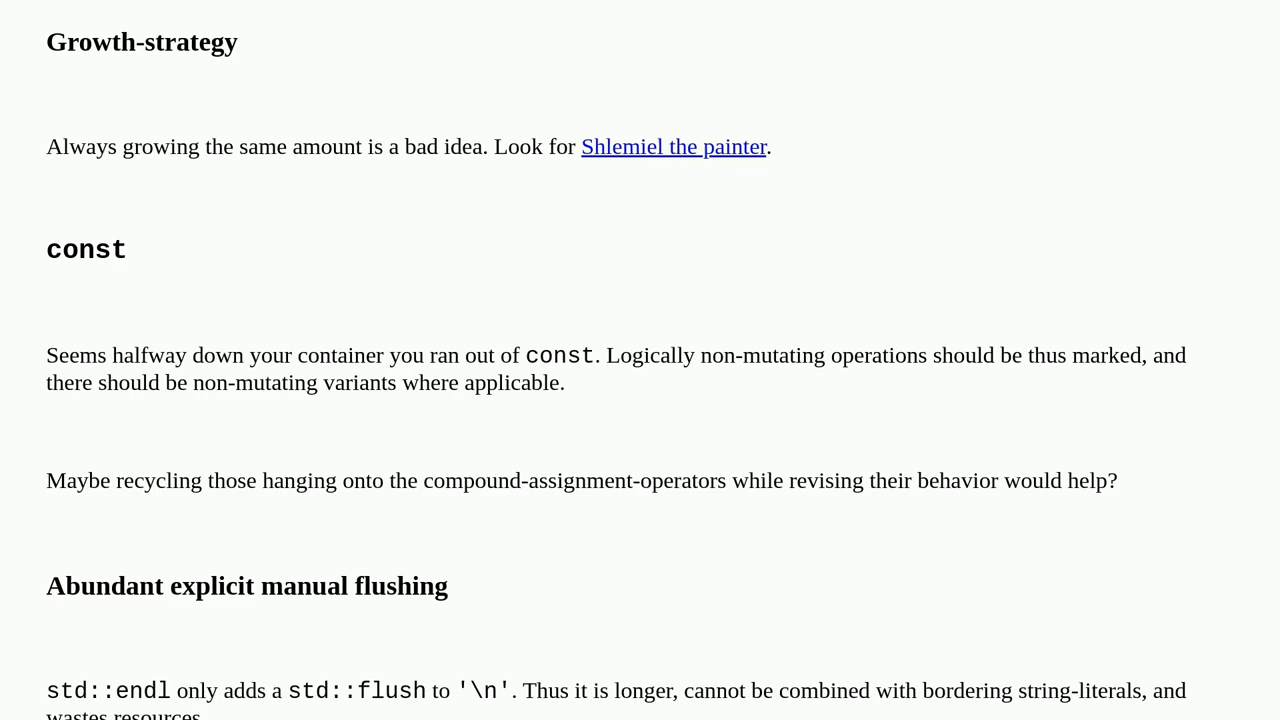 Growth-strategy
Always growing the same amount is a bad idea. Look for Shlemiel the painter.
const
Seems halfway down your container you ran out of const. Logically non-mutating operations should be thus marked, and
there should be non-mutating variants where applicable.
Maybe recycling those hanging onto the compound-assignment-operators while revising their behavior would help?
Abundant explicit manual flushing
std::endl only adds a std::flush to '\n'. Thus it is longer, cannot be combined with bordering string-literals, and
wastes resources.